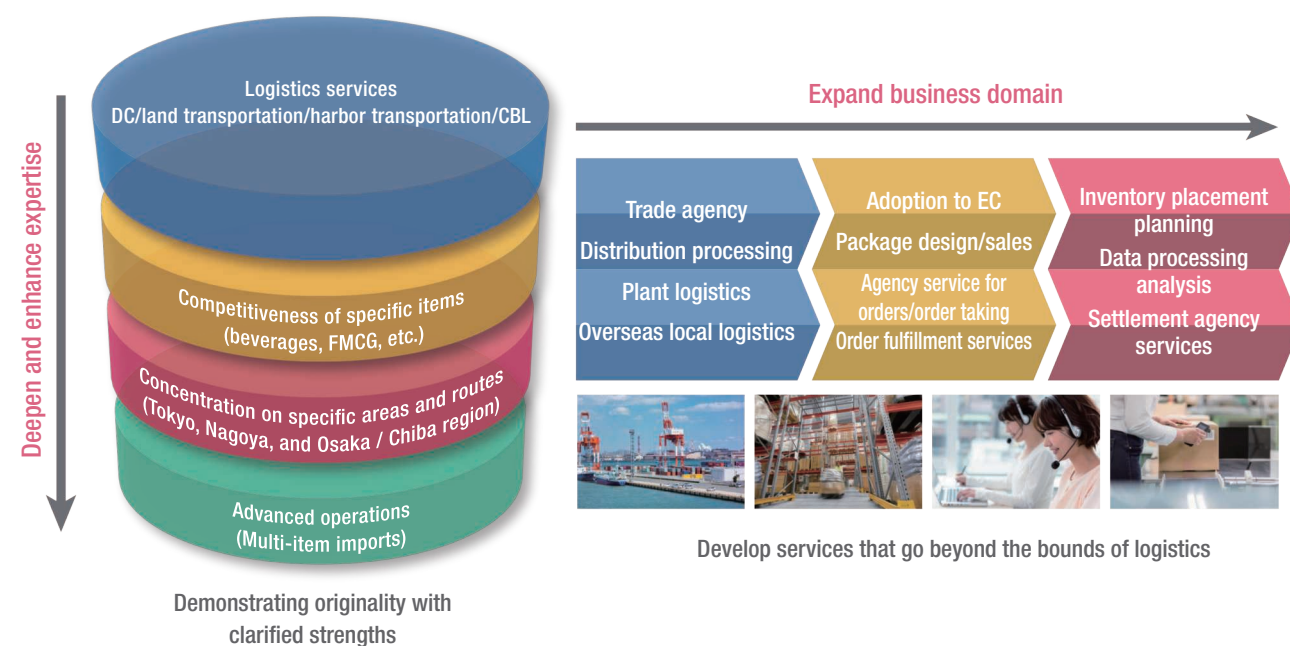 Deepen and enhance expertise
Logistics services
DC/land transportation/harbor transportation/CBL
Competitiveness of specific items
(beverages, FMCG, etc.)
Concentration on specific areas and routes
(Tokyo, Nagoya, and Osaka / Chiba region)
Advanced operations
(Multi-item imports)
Demonstrating originality with
clarified strengths
Expand business domain
Trade agency
Distribution processing
Plant logistics
Overseas local logistics
Adoption to EC
Package design/sales
Agency service for
orders/order taking
Order fulfillment services
Inventory placement
planning
Data processing
analysis
Settlement agency
services
Develop services that go beyond the bounds of logistics